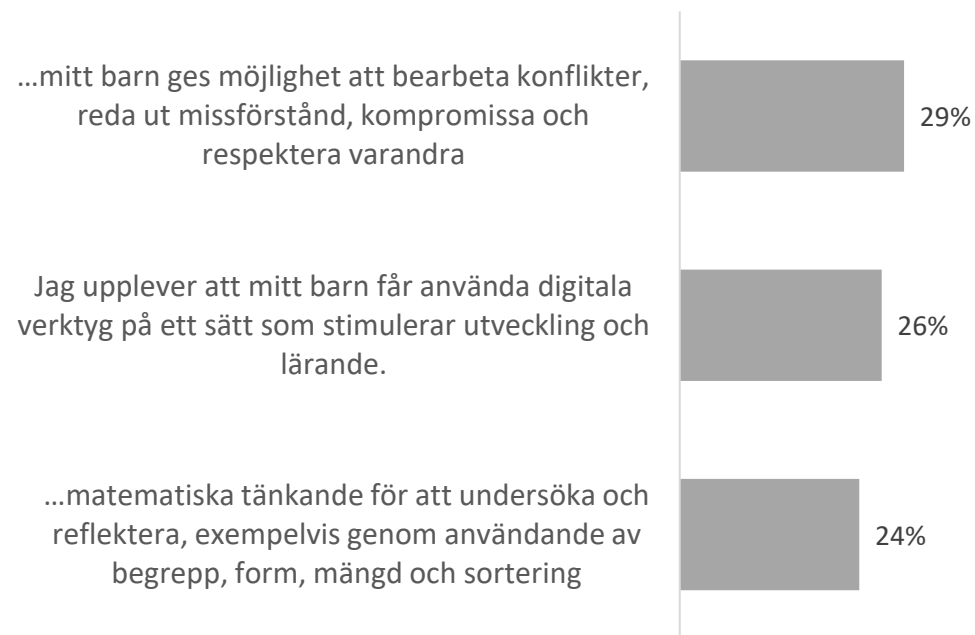 …mitt barn ges möjlighet att bearbeta konflikter,
reda ut missförstånd, kompromissa och
respektera varandra
29%
Jag upplever att mitt barn får använda digitala
verktyg på ett sätt som stimulerar utveckling och
lärande.
26%
…matematiska tänkande för att undersöka och
reflektera, exempelvis genom användande av
begrepp, form, mängd och sortering
24%